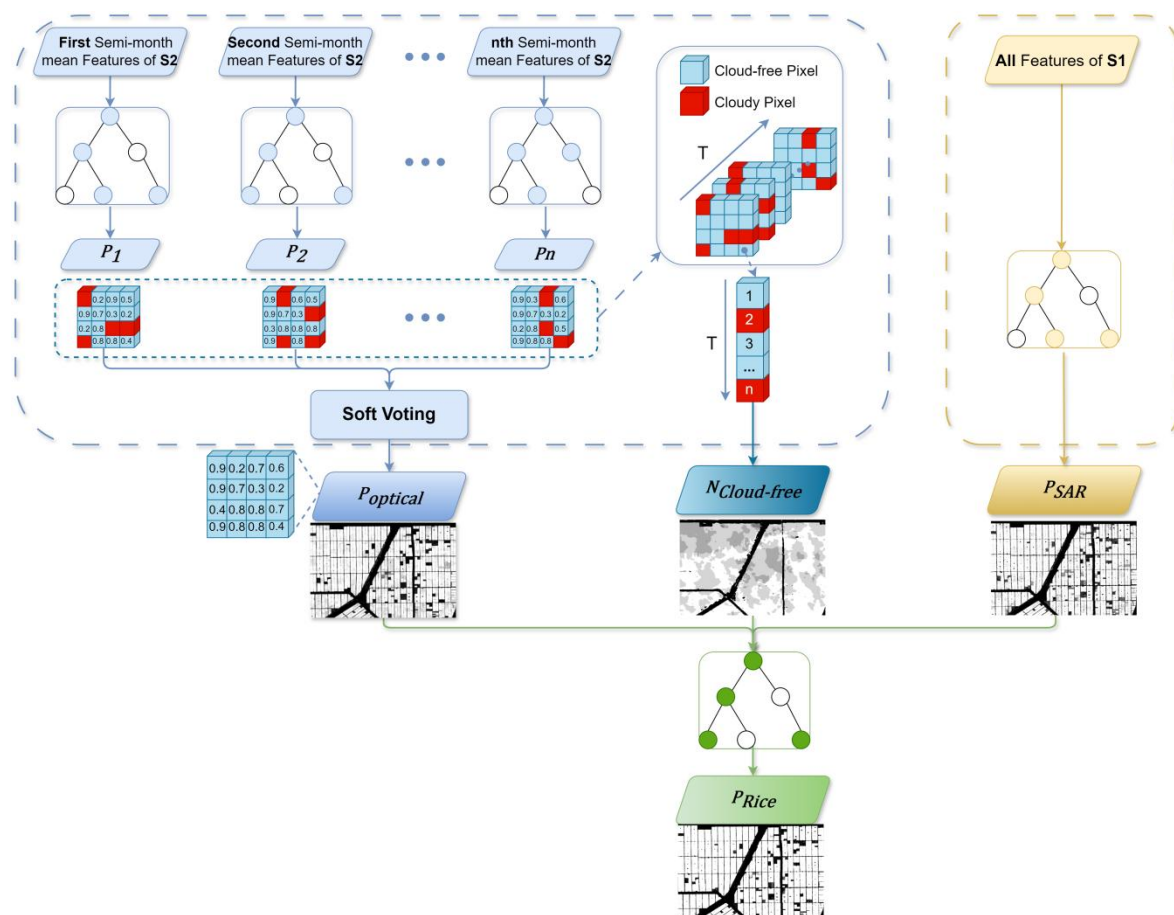 First Semi-month
mean Features of S2
Second Semi-month
mean Features of S2
nth Semi-month
mean Features of S2
All Features of S1
Cloud-free Pixel
Cloudy Pixel
T
P1
P2
Pn
0.2 0.9 0.5
0.9 0.7 0.3 0.2
0.2 0.8
0.8 0.8 0.4
0.9 0.6 0.5
0.9 0.7 0.3
0.3 0.8 0.8 0.8
0.9 0.8
0.9 0.3 0.6
0.9 0.7 0.3 0.2
0.2 0.8 0.5
0.9 0.8 0.8
T
1
2
3
...
n
Soft Voting
0.9 0.2 0.7 0.6
0.9 0.7 0.3 0.2
0.4 0.8 0.8 0.7
0.9 0.8 0.8 0.4
Poptical
NCloud-free
PSAR
PRice